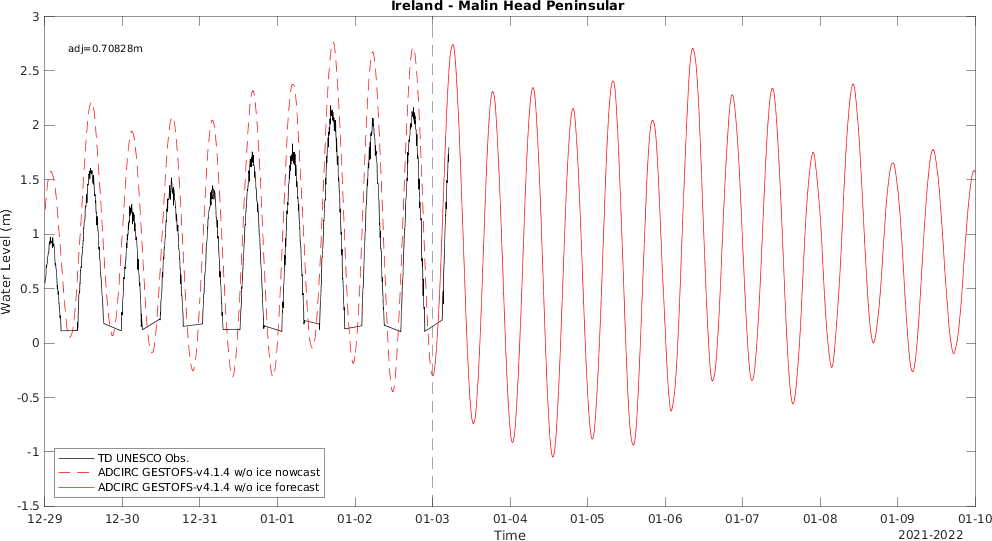 Ireland - Malin Head Peninsular
adj=0.70828m
3
2.5
2
1.5
1
0.5
0
-0.5
-1
-1.5
Water Level (m)
TD UNESCO Obs.
ADCIRC GESTOFS-v4.1.4 w/o ice nowcast
ADCIRC GESTOFS-v4.1.4 w/o ice forecast
12-29 12-30 12-31 01-01 01-02 01-03 01-04 01-05 01-06 01-07 01-08 01-09 01-10
Time
2021-2022